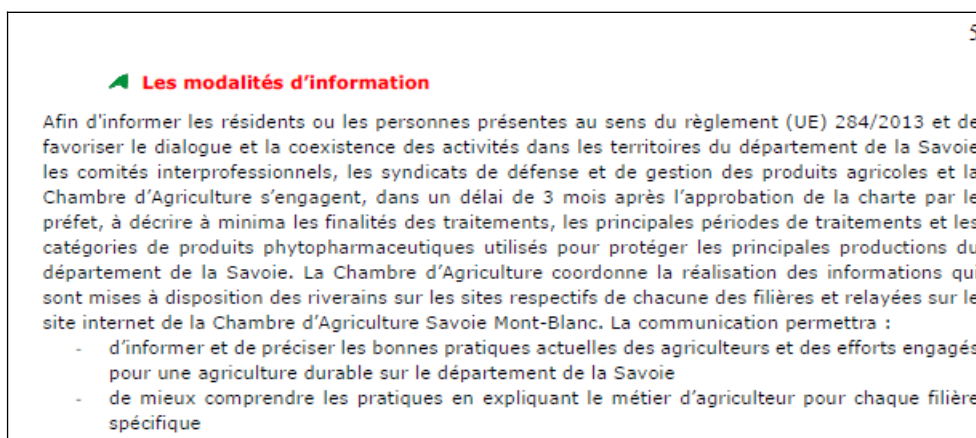 5
Les modalités d'information
Afin d'informer les résidents ou les personnes présentes au sens du règlement (UE) 284/2013 et de
favoriser le dialogue et la coexistence des activités dans les territoires du département de la Savoie
les comités interprofessionnels, les syndicats de défense et de gestion des produits agricoles et la
Chambre d'Agriculture s'engagent, dans un délai de 3 mois après l'approbation de la charte par le
préfet, à décrire à minima les finalités des traitements, les principales périodes de traitements et les
catégories de produits phytopharmaceutiques utilisés pour protéger les principales productions du
département de la Savoie. La Chambre d'Agriculture coordonne la réalisation des informations qui
sont mises à disposition des riverains sur les sites respectifs de chacune des filières et relayées sur le
site internet de la Chambre d'Agriculture Savoie Mont-Blanc. La communication permettra :
- d'informer et de préciser les bonnes pratiques actuelles des agriculteurs et des efforts engagés
pour une agriculture durable sur le département de la Savoie
- de mieux comprendre les pratiques en expliquant le métier d'agriculteur pour chaque filière
spécifique